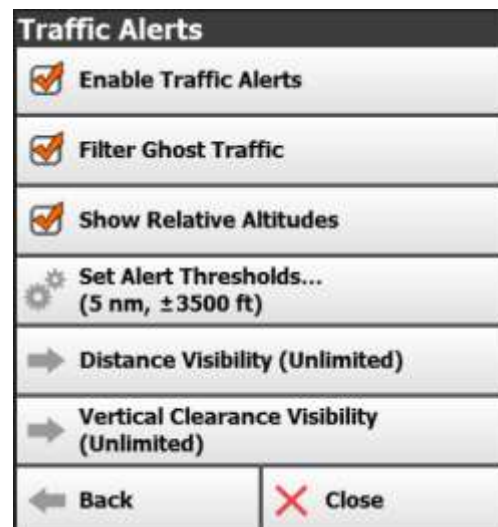 Traffic Alerts
Enable Traffic Alerts
Filter Ghost Traffic
Show Relative Altitudes
Set Alert Thresholds...
(5 nm, ±3500 ft)
Distance Visibility (Unlimited)
Vertical Clearance Visibility
(Unlimited)
Back
Close